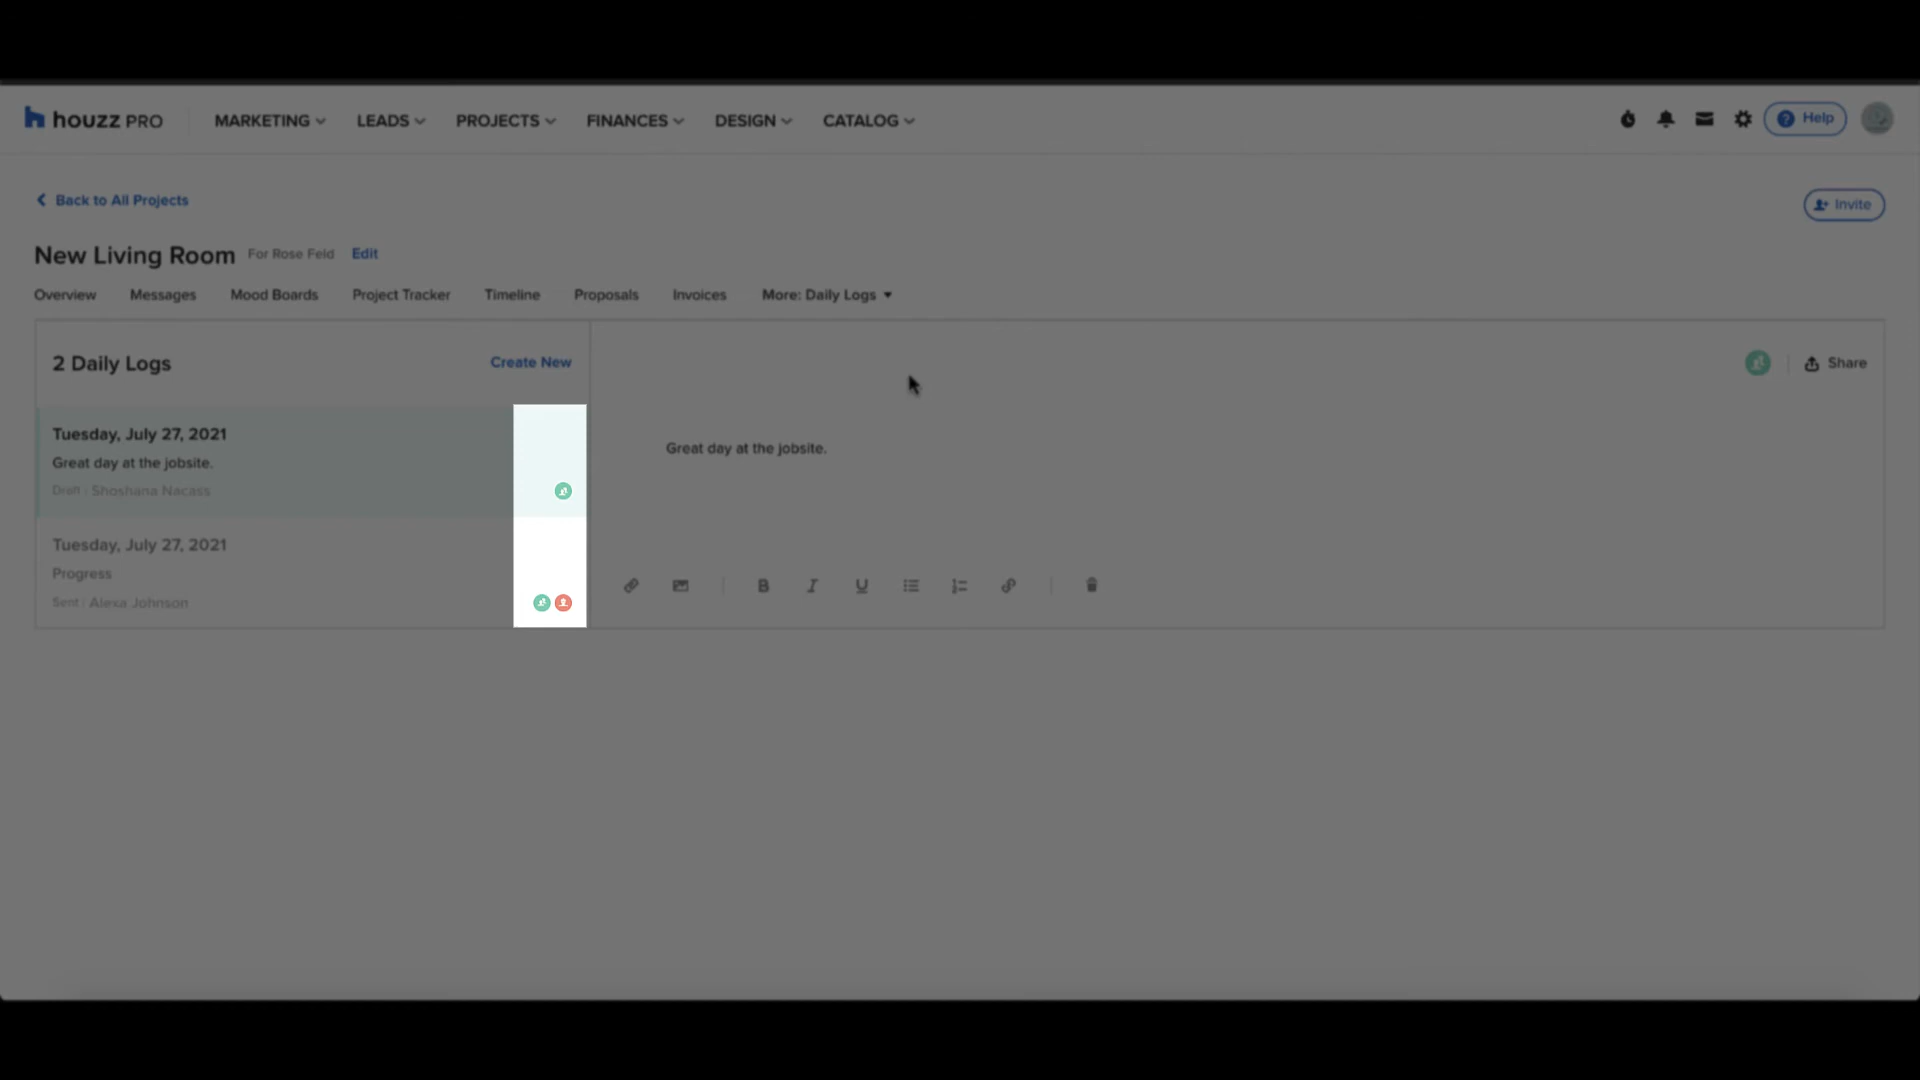 houzz PRO MARKETING LEADS PROJECTS FINANCES DESIGN CATALOG ? Help
Back to All Projects
Invite
New Living Room For Rose Feld Edit
Overview Messages Mood Boards Project Tracker Timeline Proposals Invoices More: Daily Logs
2 Daily Logs Create New
Share
Tuesday, July 27, 2021
Great day at the jobsite.
Draft | Shoshana Nacass
Great day at the jobsite.
Tuesday, July 27, 2021
Progress
Sent | Alexa Johnson
B I U